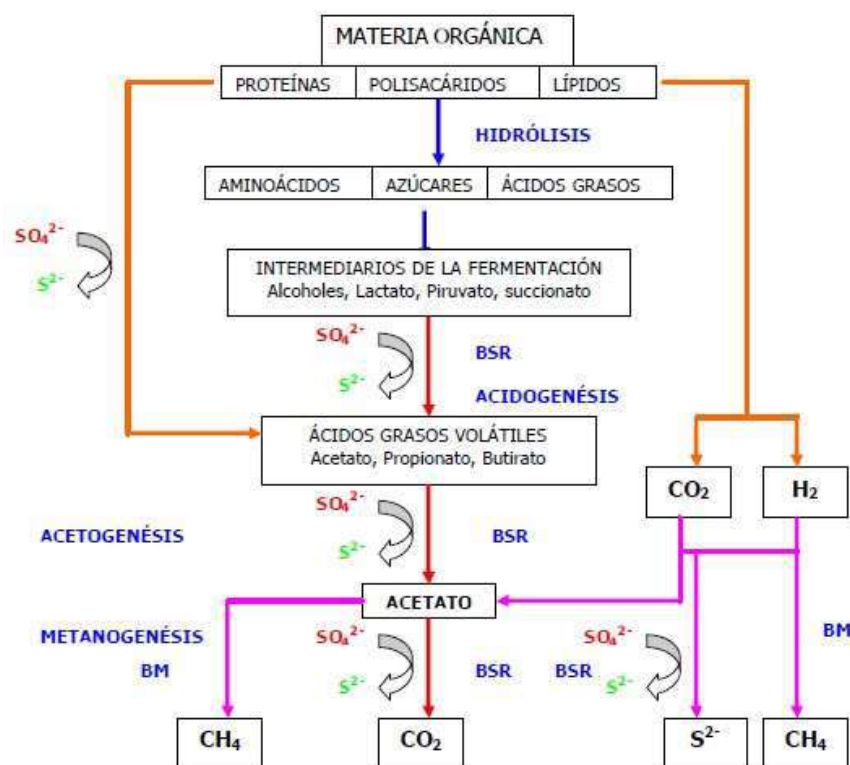 MATERIA ORGÁNICA
PROTEÍNAS POLISACÁRIDOS LÍPIDOS
HIDRÓLISIS
AMINOÁCIDOS AZÚCARES ÁCIDOS GRASOS
SO₄²⁻
S²⁻
INTERMEDIARIOS DE LA FERMENTACIÓN
Alcoholes, Lactato, Piruvato, succionato
SO₄²⁻
BSR
S²⁻
ACIDOGENÉSIS
ÁCIDOS GRASOS VOLÁTILES
Acetato, Propionato, Butirato
CO₂ H₂
SO₄²⁻
ACETOGENÉSIS BSR
S²⁻
ACETATO
METANOGENÉSIS SO₄²⁻ SO₄²⁻ BM
BM S²⁻ BSR BSR S²⁻
CH₄ CO₂ S²⁻ CH₄